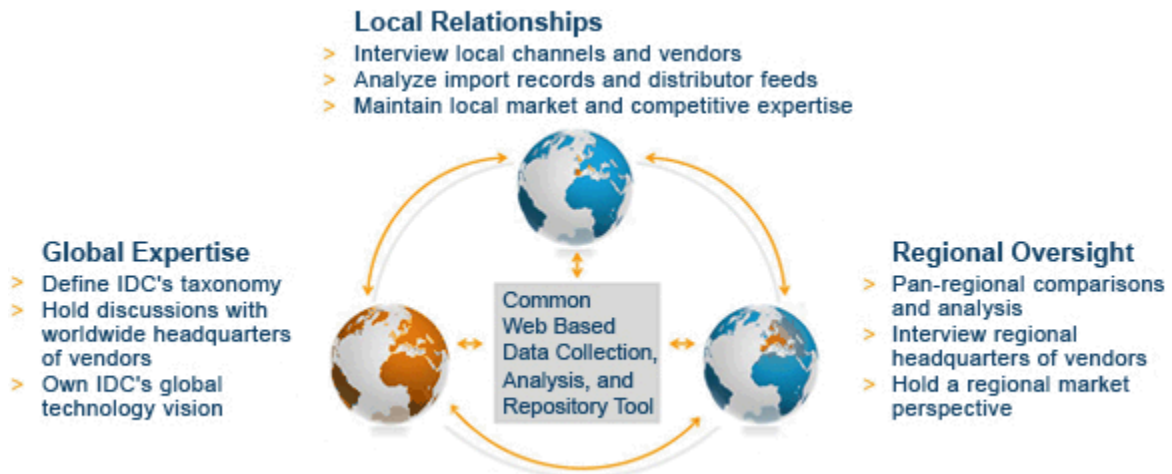 Local Relationships
> Interview local channels and vendors
> Analyze import records and distributor feeds
> Maintain local market and competitive expertise
Global Expertise
> Define IDC's taxonomy
> Hold discussions with
worldwide headquarters
of vendors
> Own IDC's global
technology vision
Common
Web Based
Data Collection,
Analysis, and
Repository Tool
Regional Oversight
> Pan-regional comparisons
and analysis
> Interview regional
headquarters of vendors
> Hold a regional market
perspective